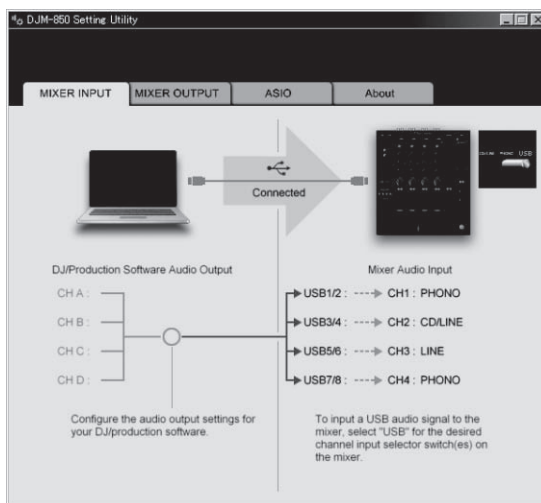 DJM-850 Setting Utility
MIXER INPUT
MIXER OUTPUT
ASIO
About
USB
Connected
DJ/Production Software Audio Output
CH A :
CH B :
CH C :
CH D :
Configure the audio output settings for
your DJ/production software.
Mixer Audio Input
USB1/2 : CH1 : PHONO
USB3/4 : CH2 : CD/LINE
USB5/6 : CH3 : LINE
USB7/8 : CH4 : PHONO
To input a USB audio signal to the
mixer, select "USB" for the desired
channel input selector switch(es) on
the mixer.